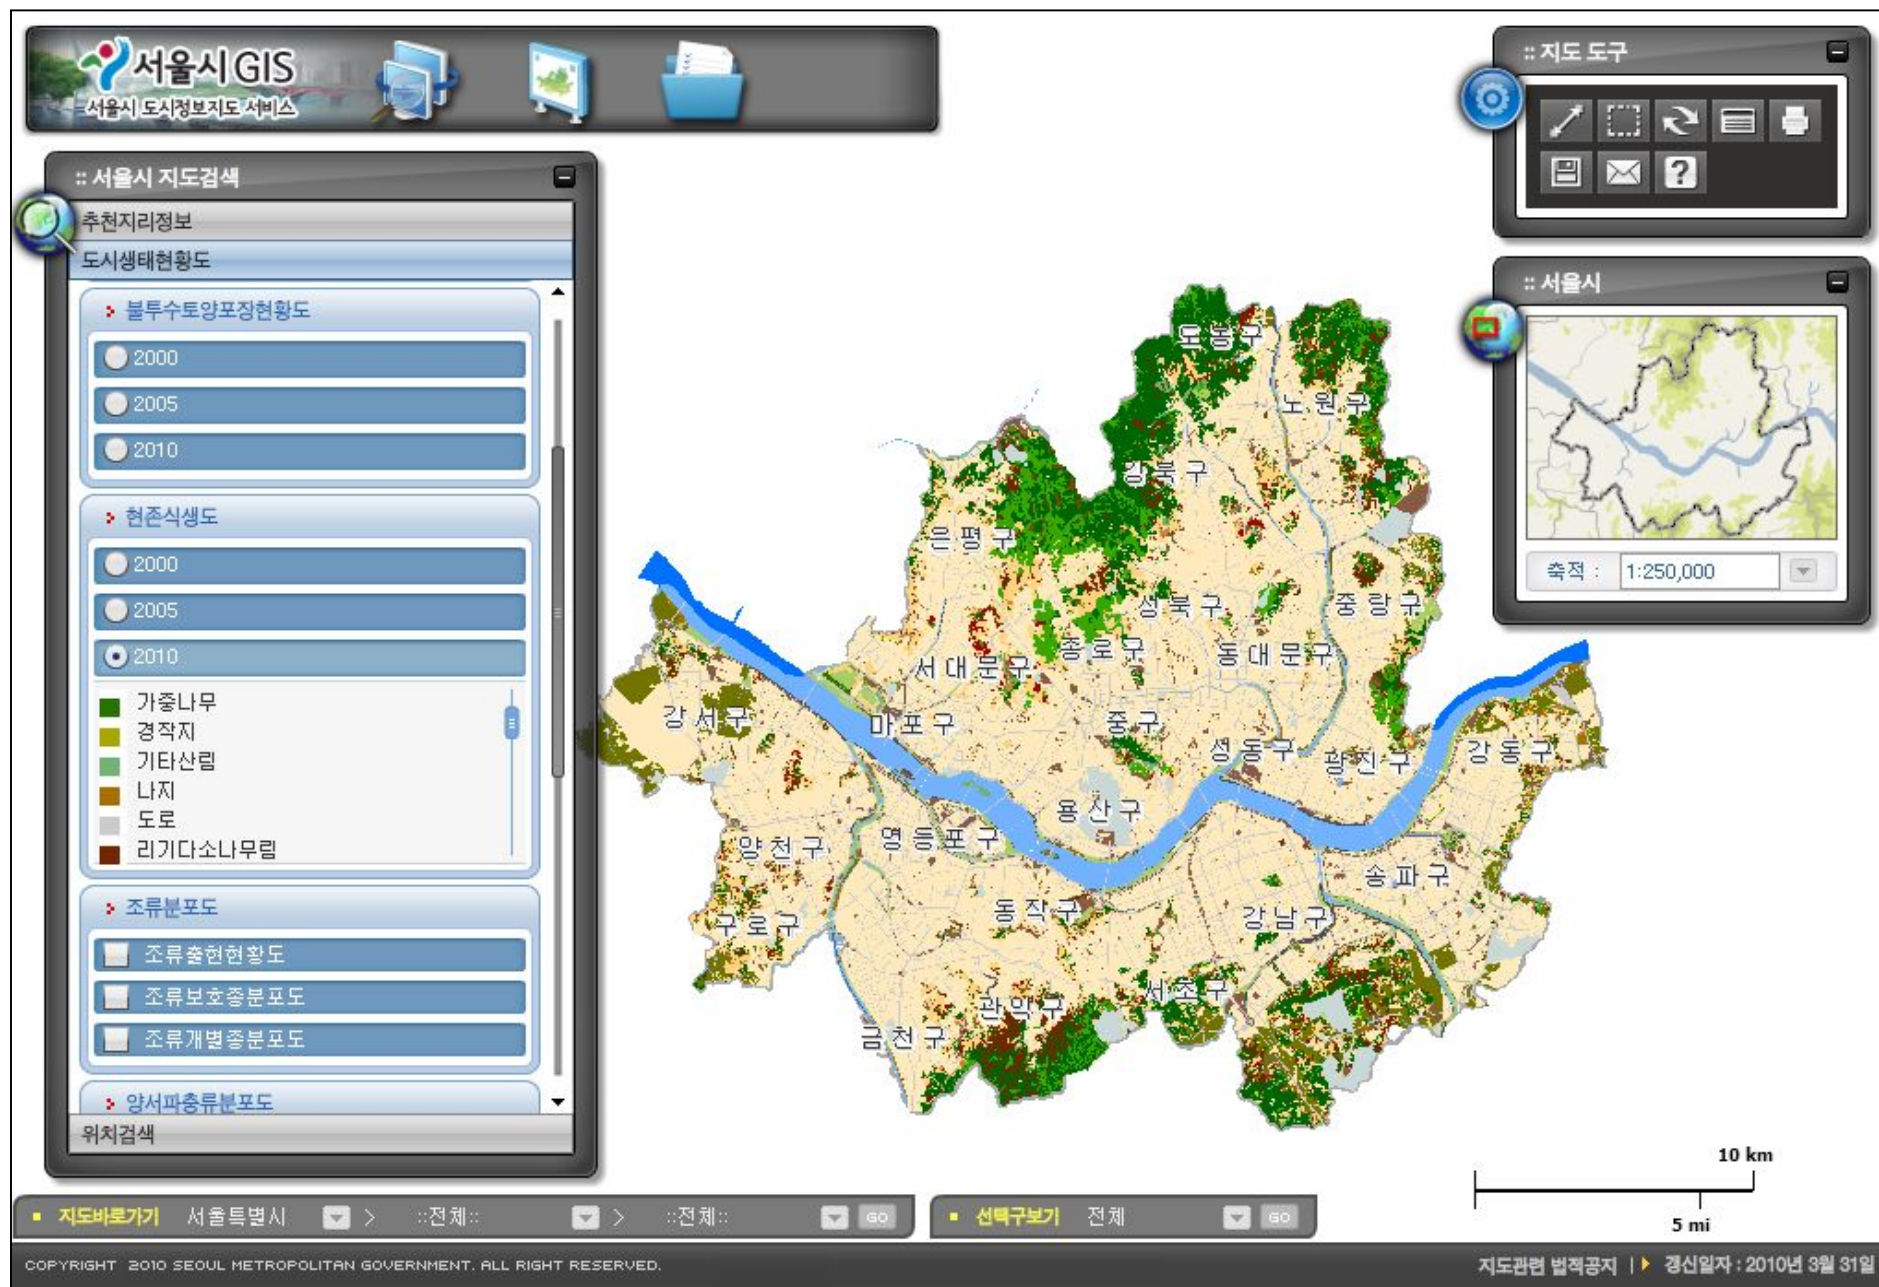 서울시 GIS
서울시 도시정보지도 서비스
:: 서울시 지도검색
추천지리정보
도시생태현황도
불투수토양포장현황도
2000
2005
2010
현존식생도
2000
2005
2010
가중나무
경작지
기타산림
나지
도로
리기다소나무림
조류분포도
조류출현현황도
조류보호종분포도
조류개별종분포도
양서파충류분포도
위치검색
:: 지도 도구
?
:: 서울시
축적 :
1:250,000
도봉구
노원구
강북구
은평구
성북구
중랑구
종로구
동대문구
서대문구
강서구
마포구
중구
성동구
광진구
강동구
용산구
양천구
영등포구
송파구
동작구
강남구
구로구
서초구
관악구
금천구
10 km
5 mi
지도바로가기 서울특별시 > ::전체:: > ::전체:: GO
선택구보기 전체 GO
COPYRIGHT 2010 SEOUL METROPOLITAN GOVERNMENT. ALL RIGHT RESERVED.
지도관련 법적공지 | 갱신일자 : 2010년 3월 31일